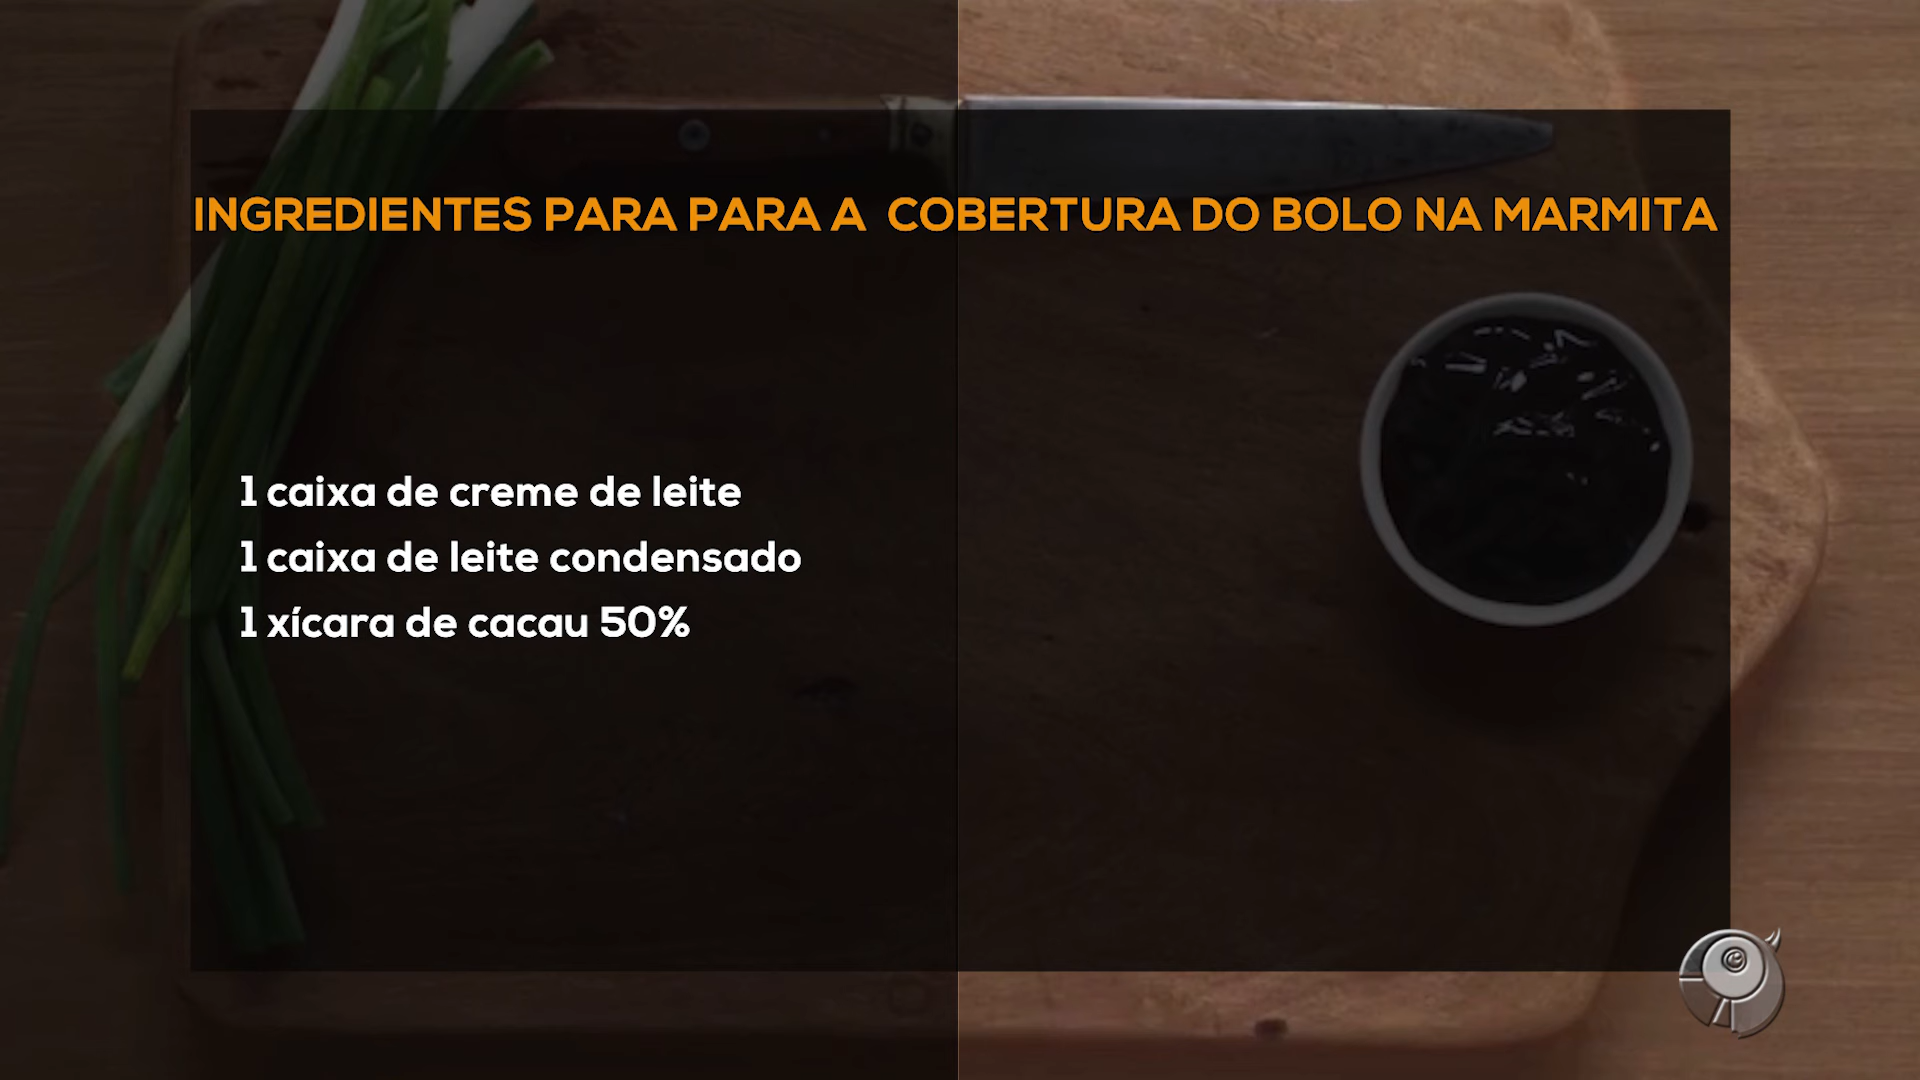 INGREDIENTES PARA PARA A  COBERTURA DO BOLO NA MARMITA
1 caixa de creme de leite
1 caixa de leite condensado
1 xícara de cacau 50%